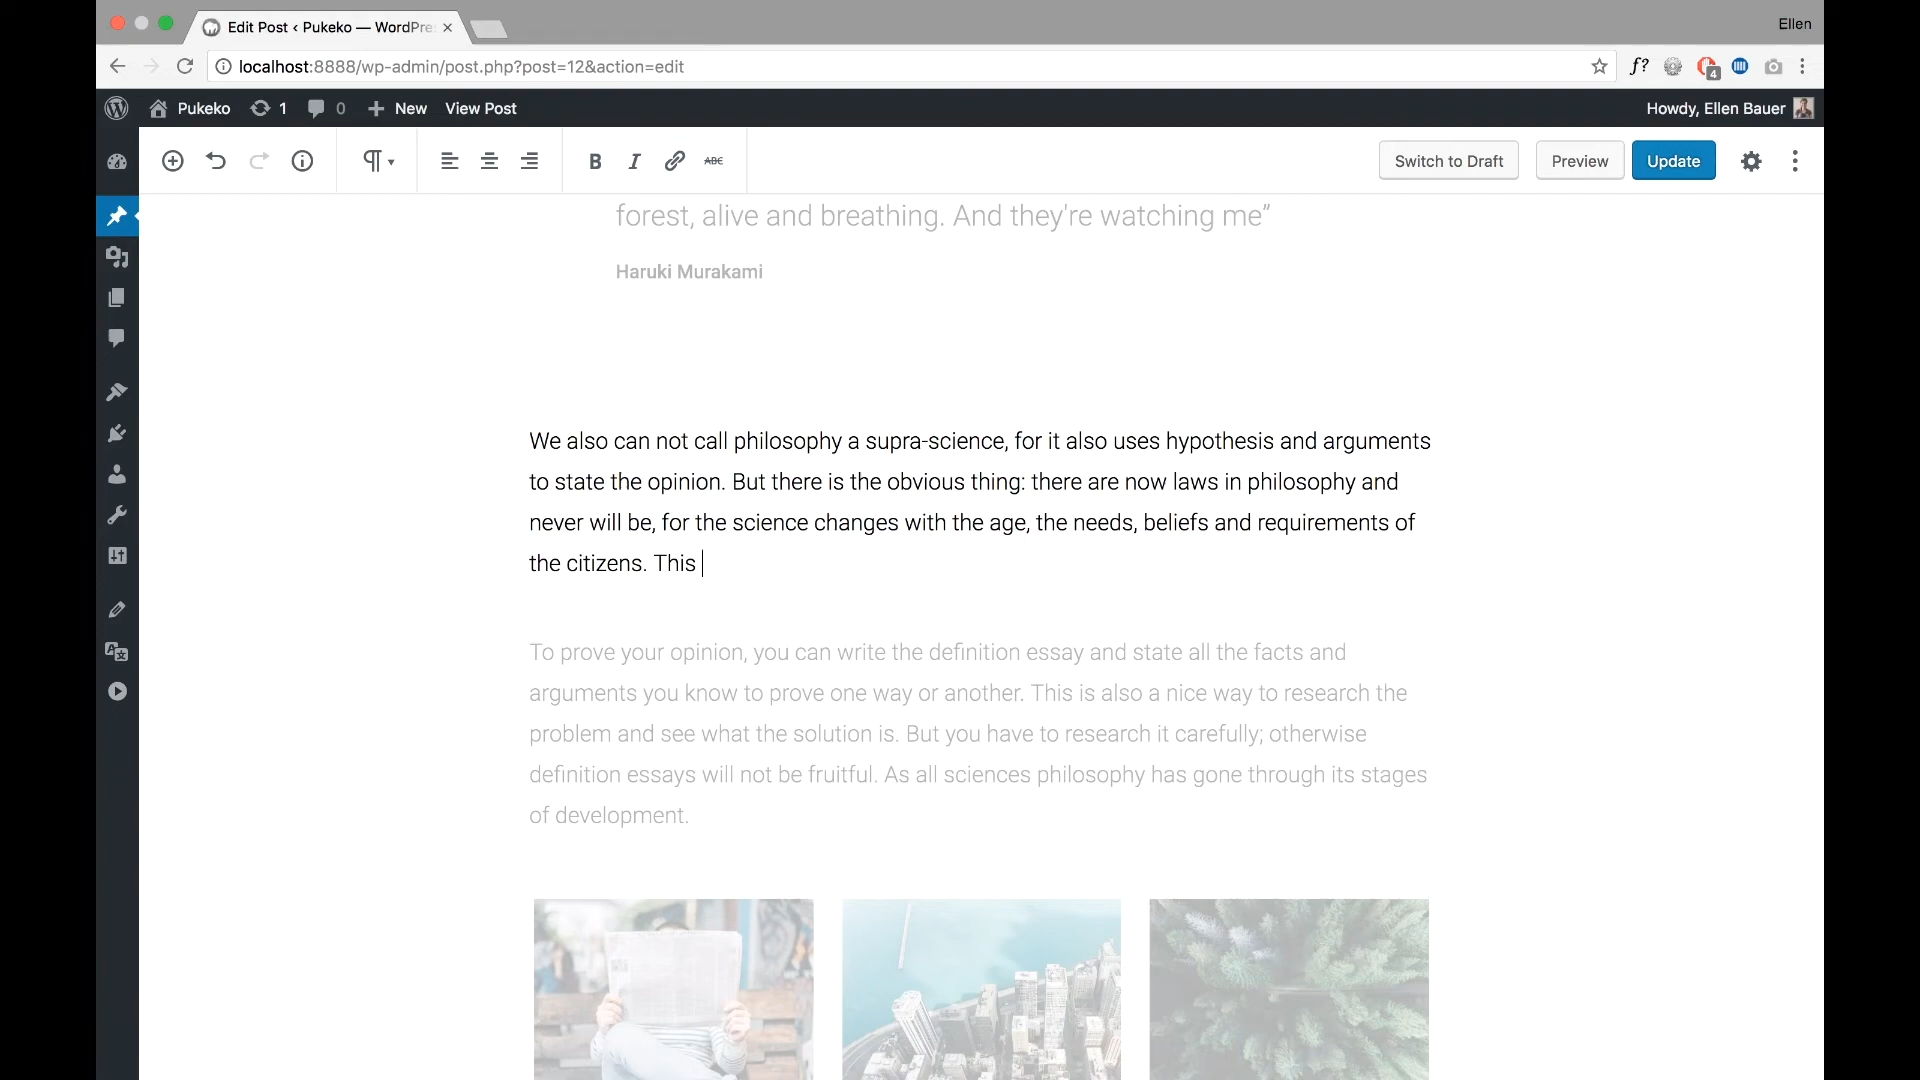 Ellen
Edit Post ‹ Pukeko — WordPre
localhost:8888/wp-admin/post.php?post=12&action=edit
f?
4
Pukeko 1 0 New View Post
Howdy, Ellen Bauer
B I ABC
Switch to Draft Preview Update
forest, alive and breathing. And they're watching me”
Haruki Murakami
We also can not call philosophy a supra-science, for it also uses hypothesis and arguments
to state the opinion. But there is the obvious thing: there are now laws in philosophy and
never will be, for the science changes with the age, the needs, beliefs and requirements of
the citizens. This
To prove your opinion, you can write the definition essay and state all the facts and
arguments you know to prove one way or another. This is also a nice way to research the
problem and see what the solution is. But you have to research it carefully; otherwise
definition essays will not be fruitful. As all sciences philosophy has gone through its stages
of development.